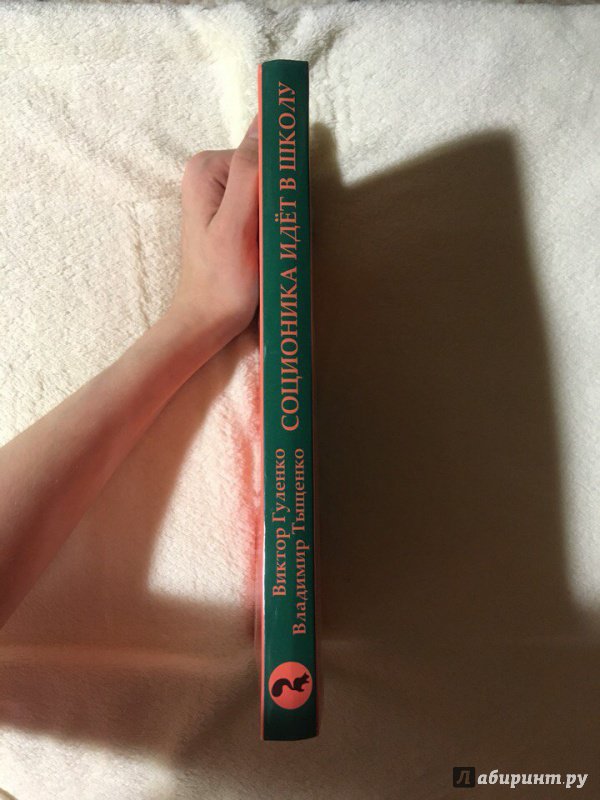 Виктор Гуленко
Владимир Тыщенко
СОЦИОНИКА ИДЁТ В ШКОЛУ
Лабиринт.ру